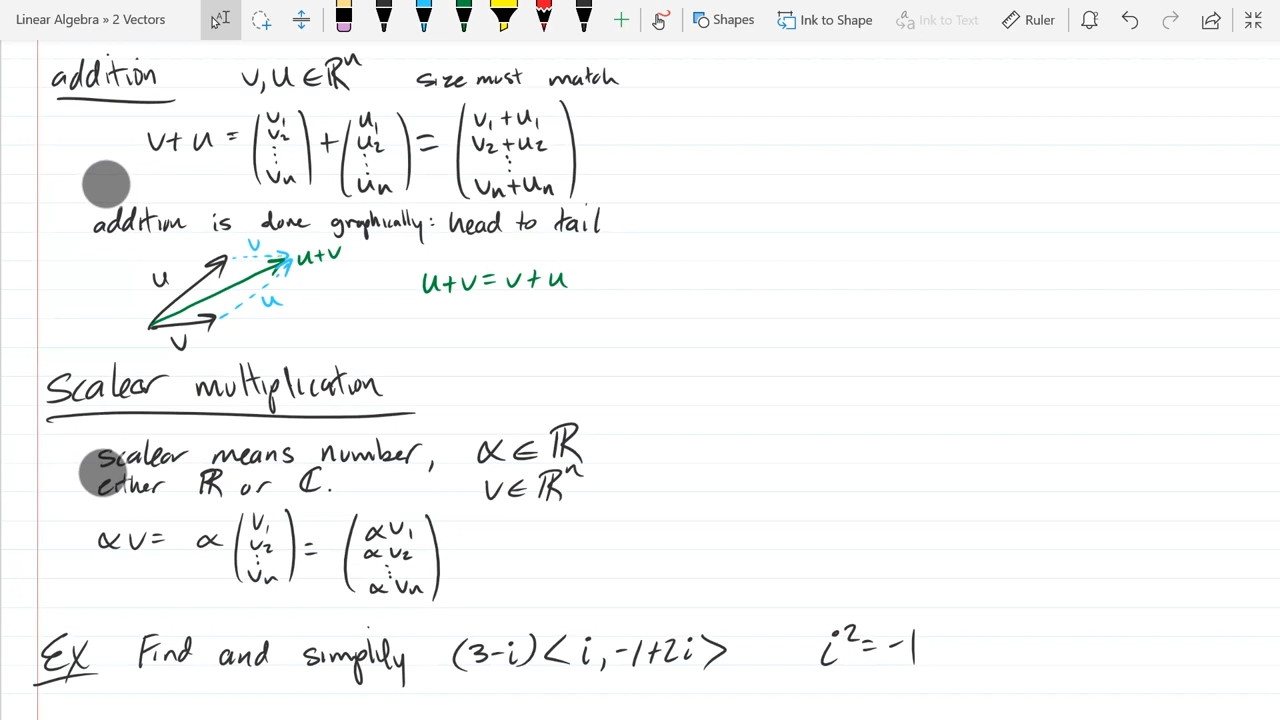 Linear Algebra » 2 Vectors
Shapes Ink to Shape Ink to Text Ruler
addition v, u ∈ ℝⁿ size must match
v + u = (v₁ v₂ ⋮ vₙ) + (u₁ u₂ ⋮ uₙ) = (v₁ + u₁ v₂ + u₂ ⋮ vₙ + uₙ)
addition is done graphically: head to tail
v
u+v
u
u
v
u+v = v+u
Scalear multiplication
scalear means number, α ∈ ℝ
either ℝ or ℂ. v ∈ ℝⁿ
αv = α (v₁ v₂ ⋮ vₙ) = (αv₁ αv₂ ⋮ αvₙ)
Ex Find and simplify (3-i)<i, -1+2i> i² = -1